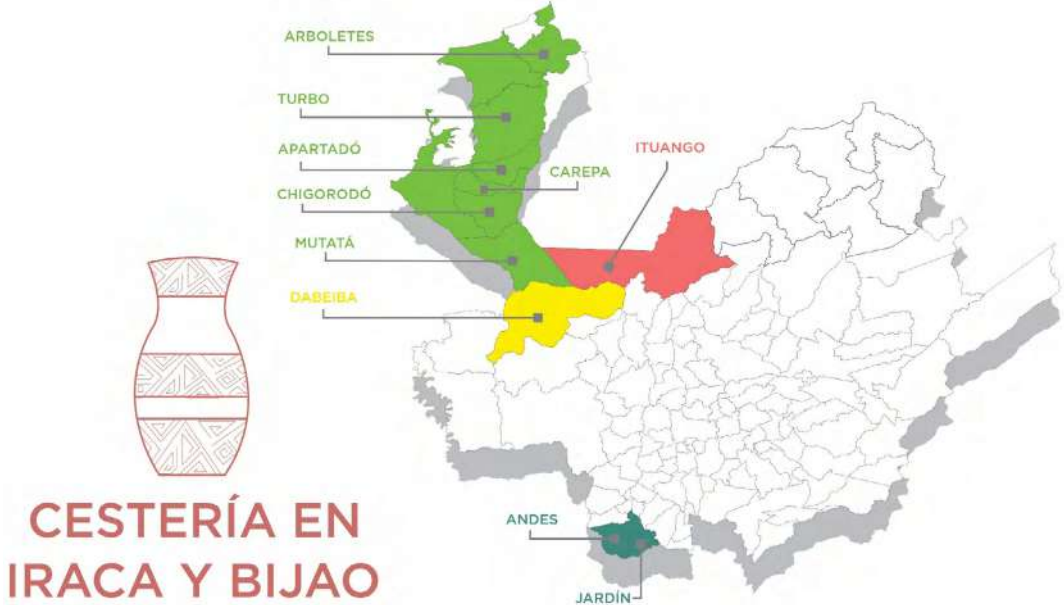 ARBOLETES
TURBO
APARTADÓ
CAREPA
CHIGORODÓ
MUTATÁ
DABEIBA
ITUANGO
ANDES
JARDÍN
CESTERÍA EN
IRACA Y BIJAO